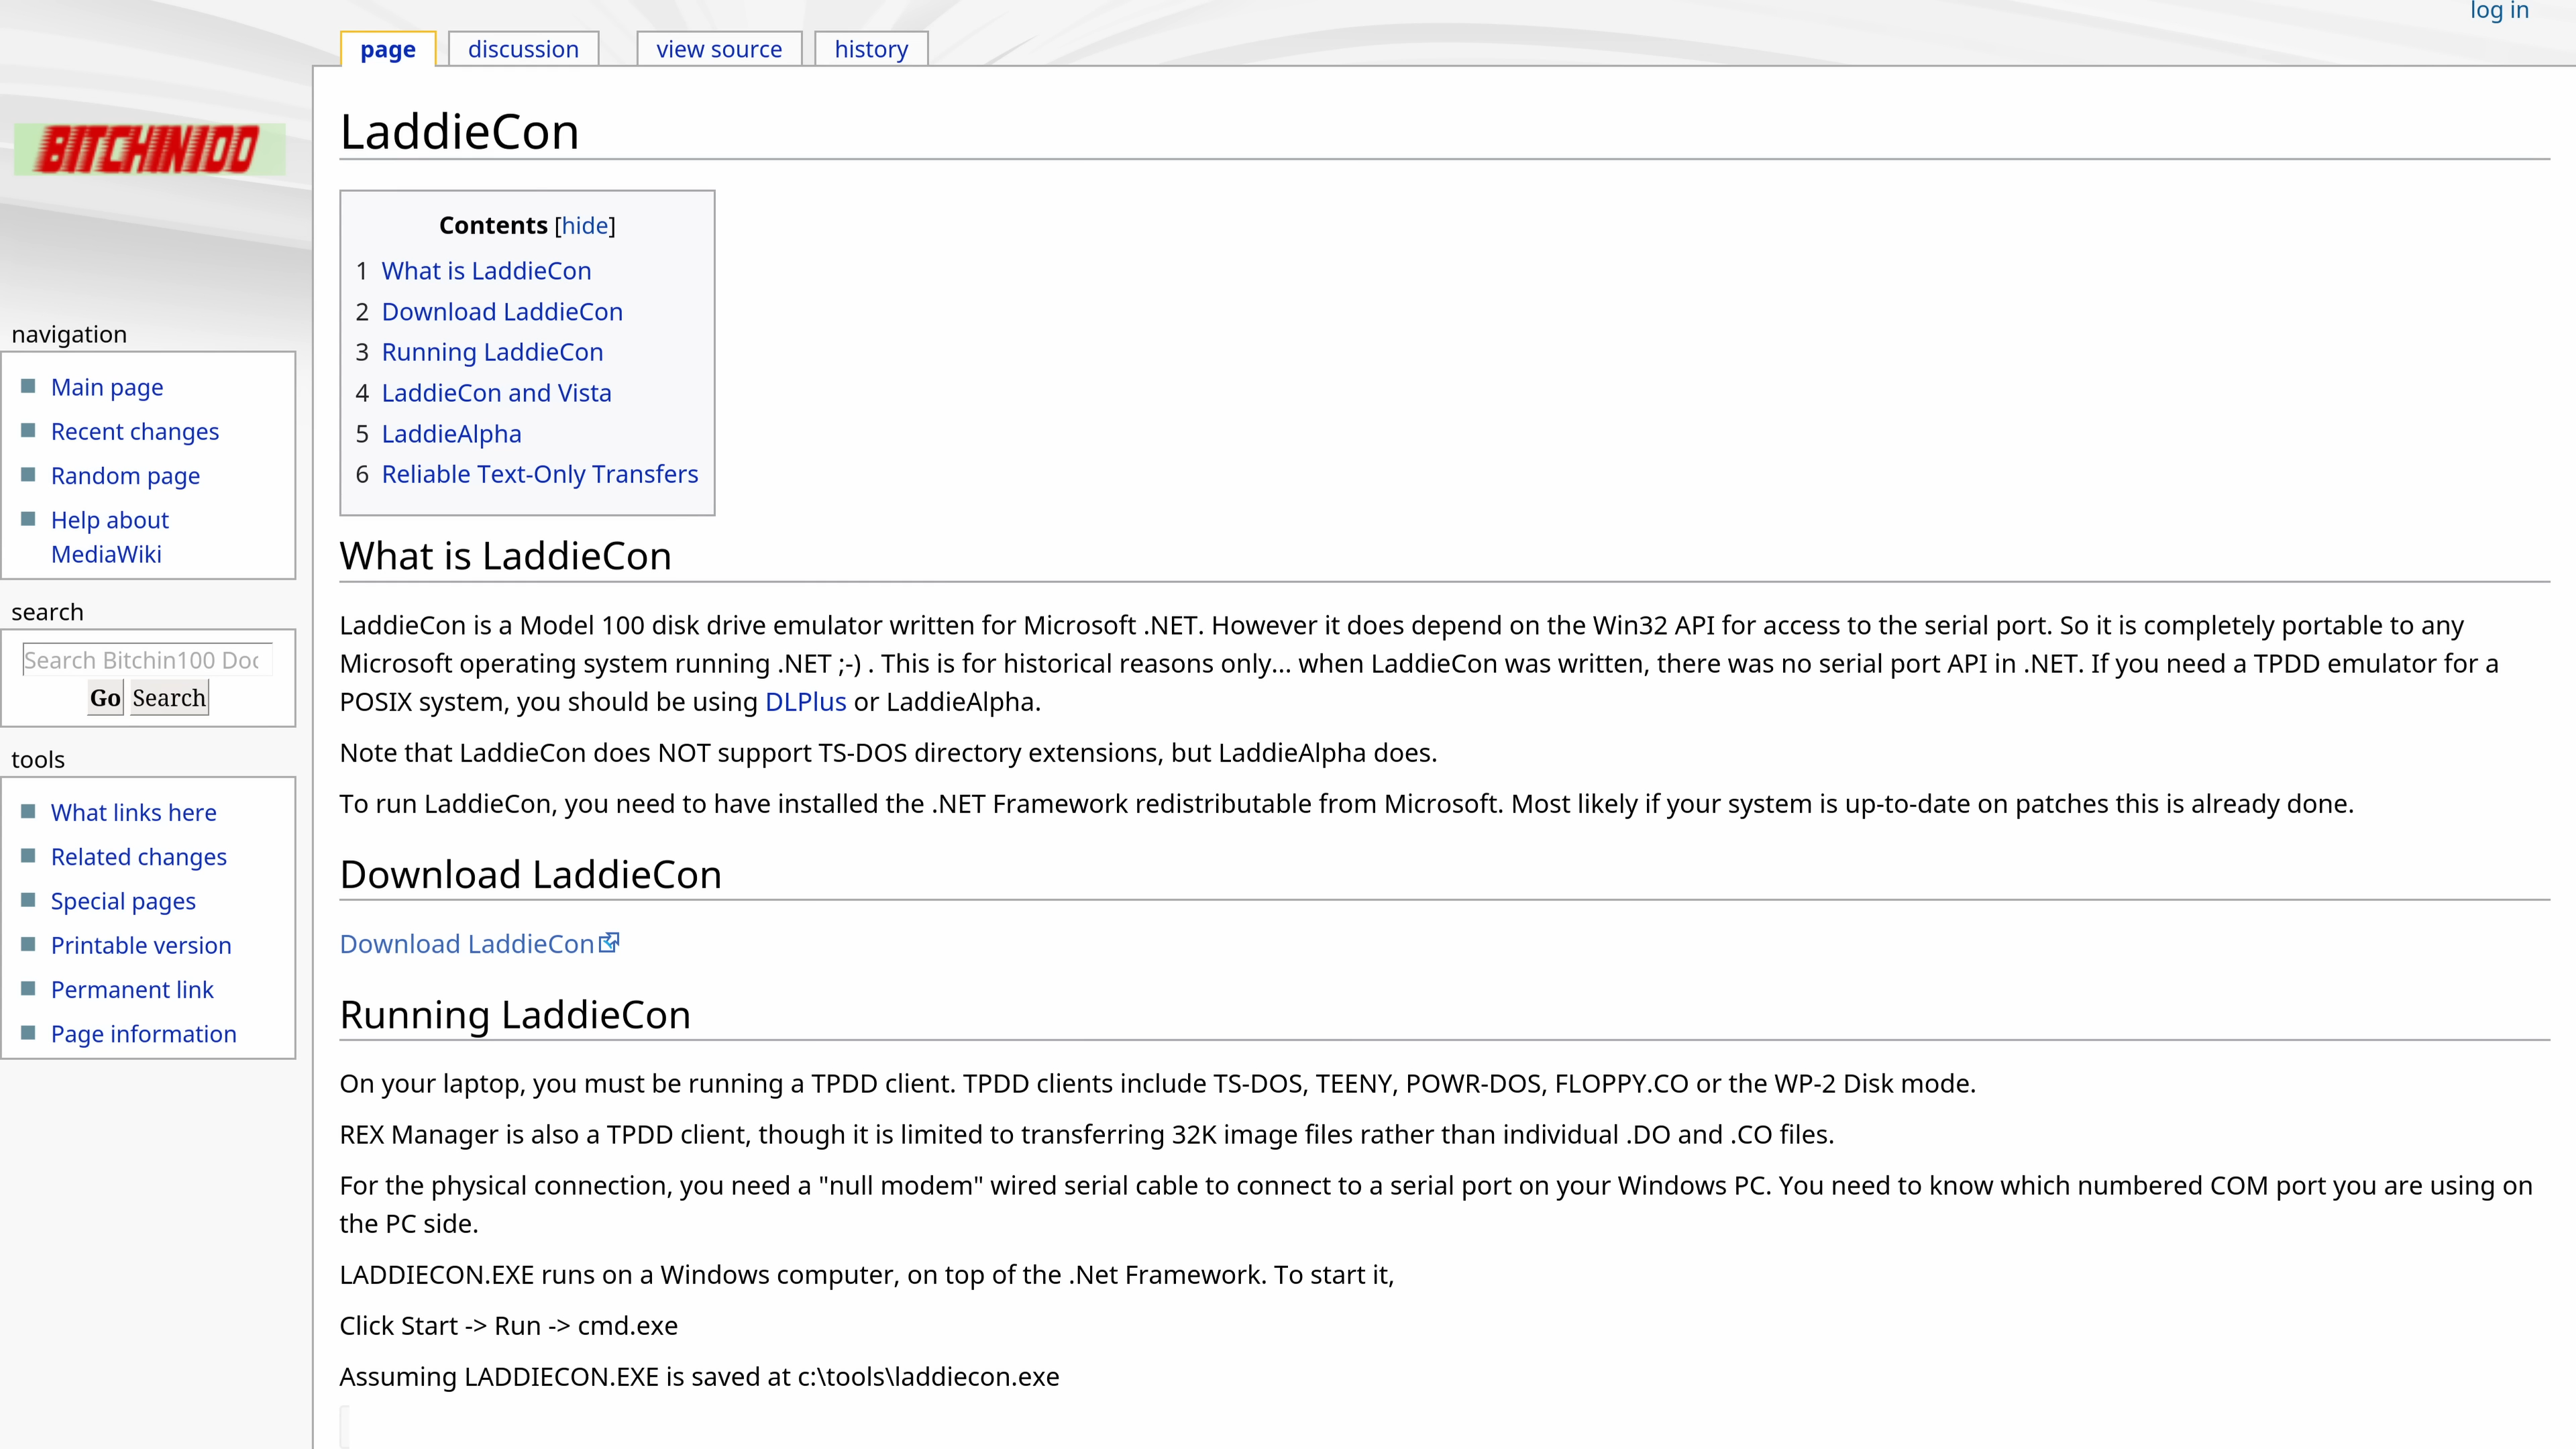 log in
page
discussion
view source
history
BITCHIN100
LaddieCon
Contents [hide]
1 What is LaddieCon
2 Download LaddieCon
3 Running LaddieCon
4 LaddieCon and Vista
5 LaddieAlpha
6 Reliable Text-Only Transfers
navigation
Main page
Recent changes
Random page
Help about
MediaWiki
search
Search Bitchin100 Doc
Go Search
tools
What links here
Related changes
Special pages
Printable version
Permanent link
Page information
What is LaddieCon
LaddieCon is a Model 100 disk drive emulator written for Microsoft .NET. However it does depend on the Win32 API for access to the serial port. So it is completely portable to any
Microsoft operating system running .NET ;-) . This is for historical reasons only... when LaddieCon was written, there was no serial port API in .NET. If you need a TPDD emulator for a
POSIX system, you should be using DLPlus or LaddieAlpha.
Note that LaddieCon does NOT support TS-DOS directory extensions, but LaddieAlpha does.
To run LaddieCon, you need to have installed the .NET Framework redistributable from Microsoft. Most likely if your system is up-to-date on patches this is already done.
Download LaddieCon
Download LaddieCon
Running LaddieCon
On your laptop, you must be running a TPDD client. TPDD clients include TS-DOS, TEENY, POWR-DOS, FLOPPY.CO or the WP-2 Disk mode.
REX Manager is also a TPDD client, though it is limited to transferring 32K image files rather than individual .DO and .CO files.
For the physical connection, you need a "null modem" wired serial cable to connect to a serial port on your Windows PC. You need to know which numbered COM port you are using on
the PC side.
LADDIECON.EXE runs on a Windows computer, on top of the .Net Framework. To start it,
Click Start -> Run -> cmd.exe
Assuming LADDIECON.EXE is saved at c:\tools\laddiecon.exe